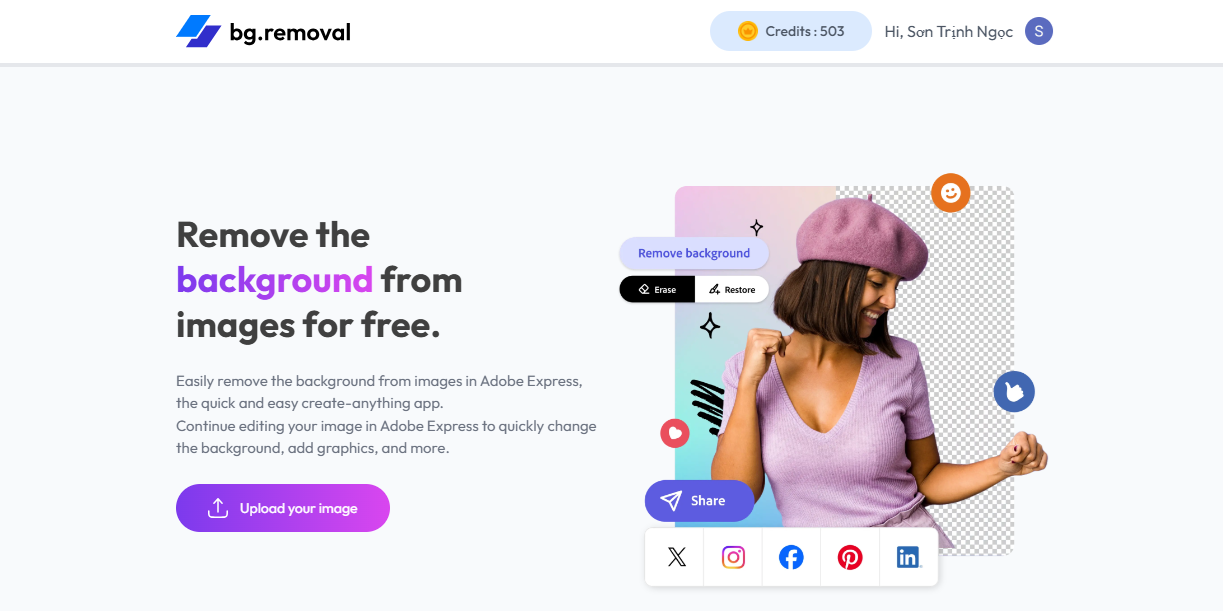 bg.removal
Credits : 503
Hi, Sơn Trịnh Ngọc
S
Remove the
background from
images for free.
Easily remove the background from images in Adobe Express,
the quick and easy create-anything app.
Continue editing your image in Adobe Express to quickly change
the background, add graphics, and more.
Upload your image
Remove background
Erase
Restore
Share